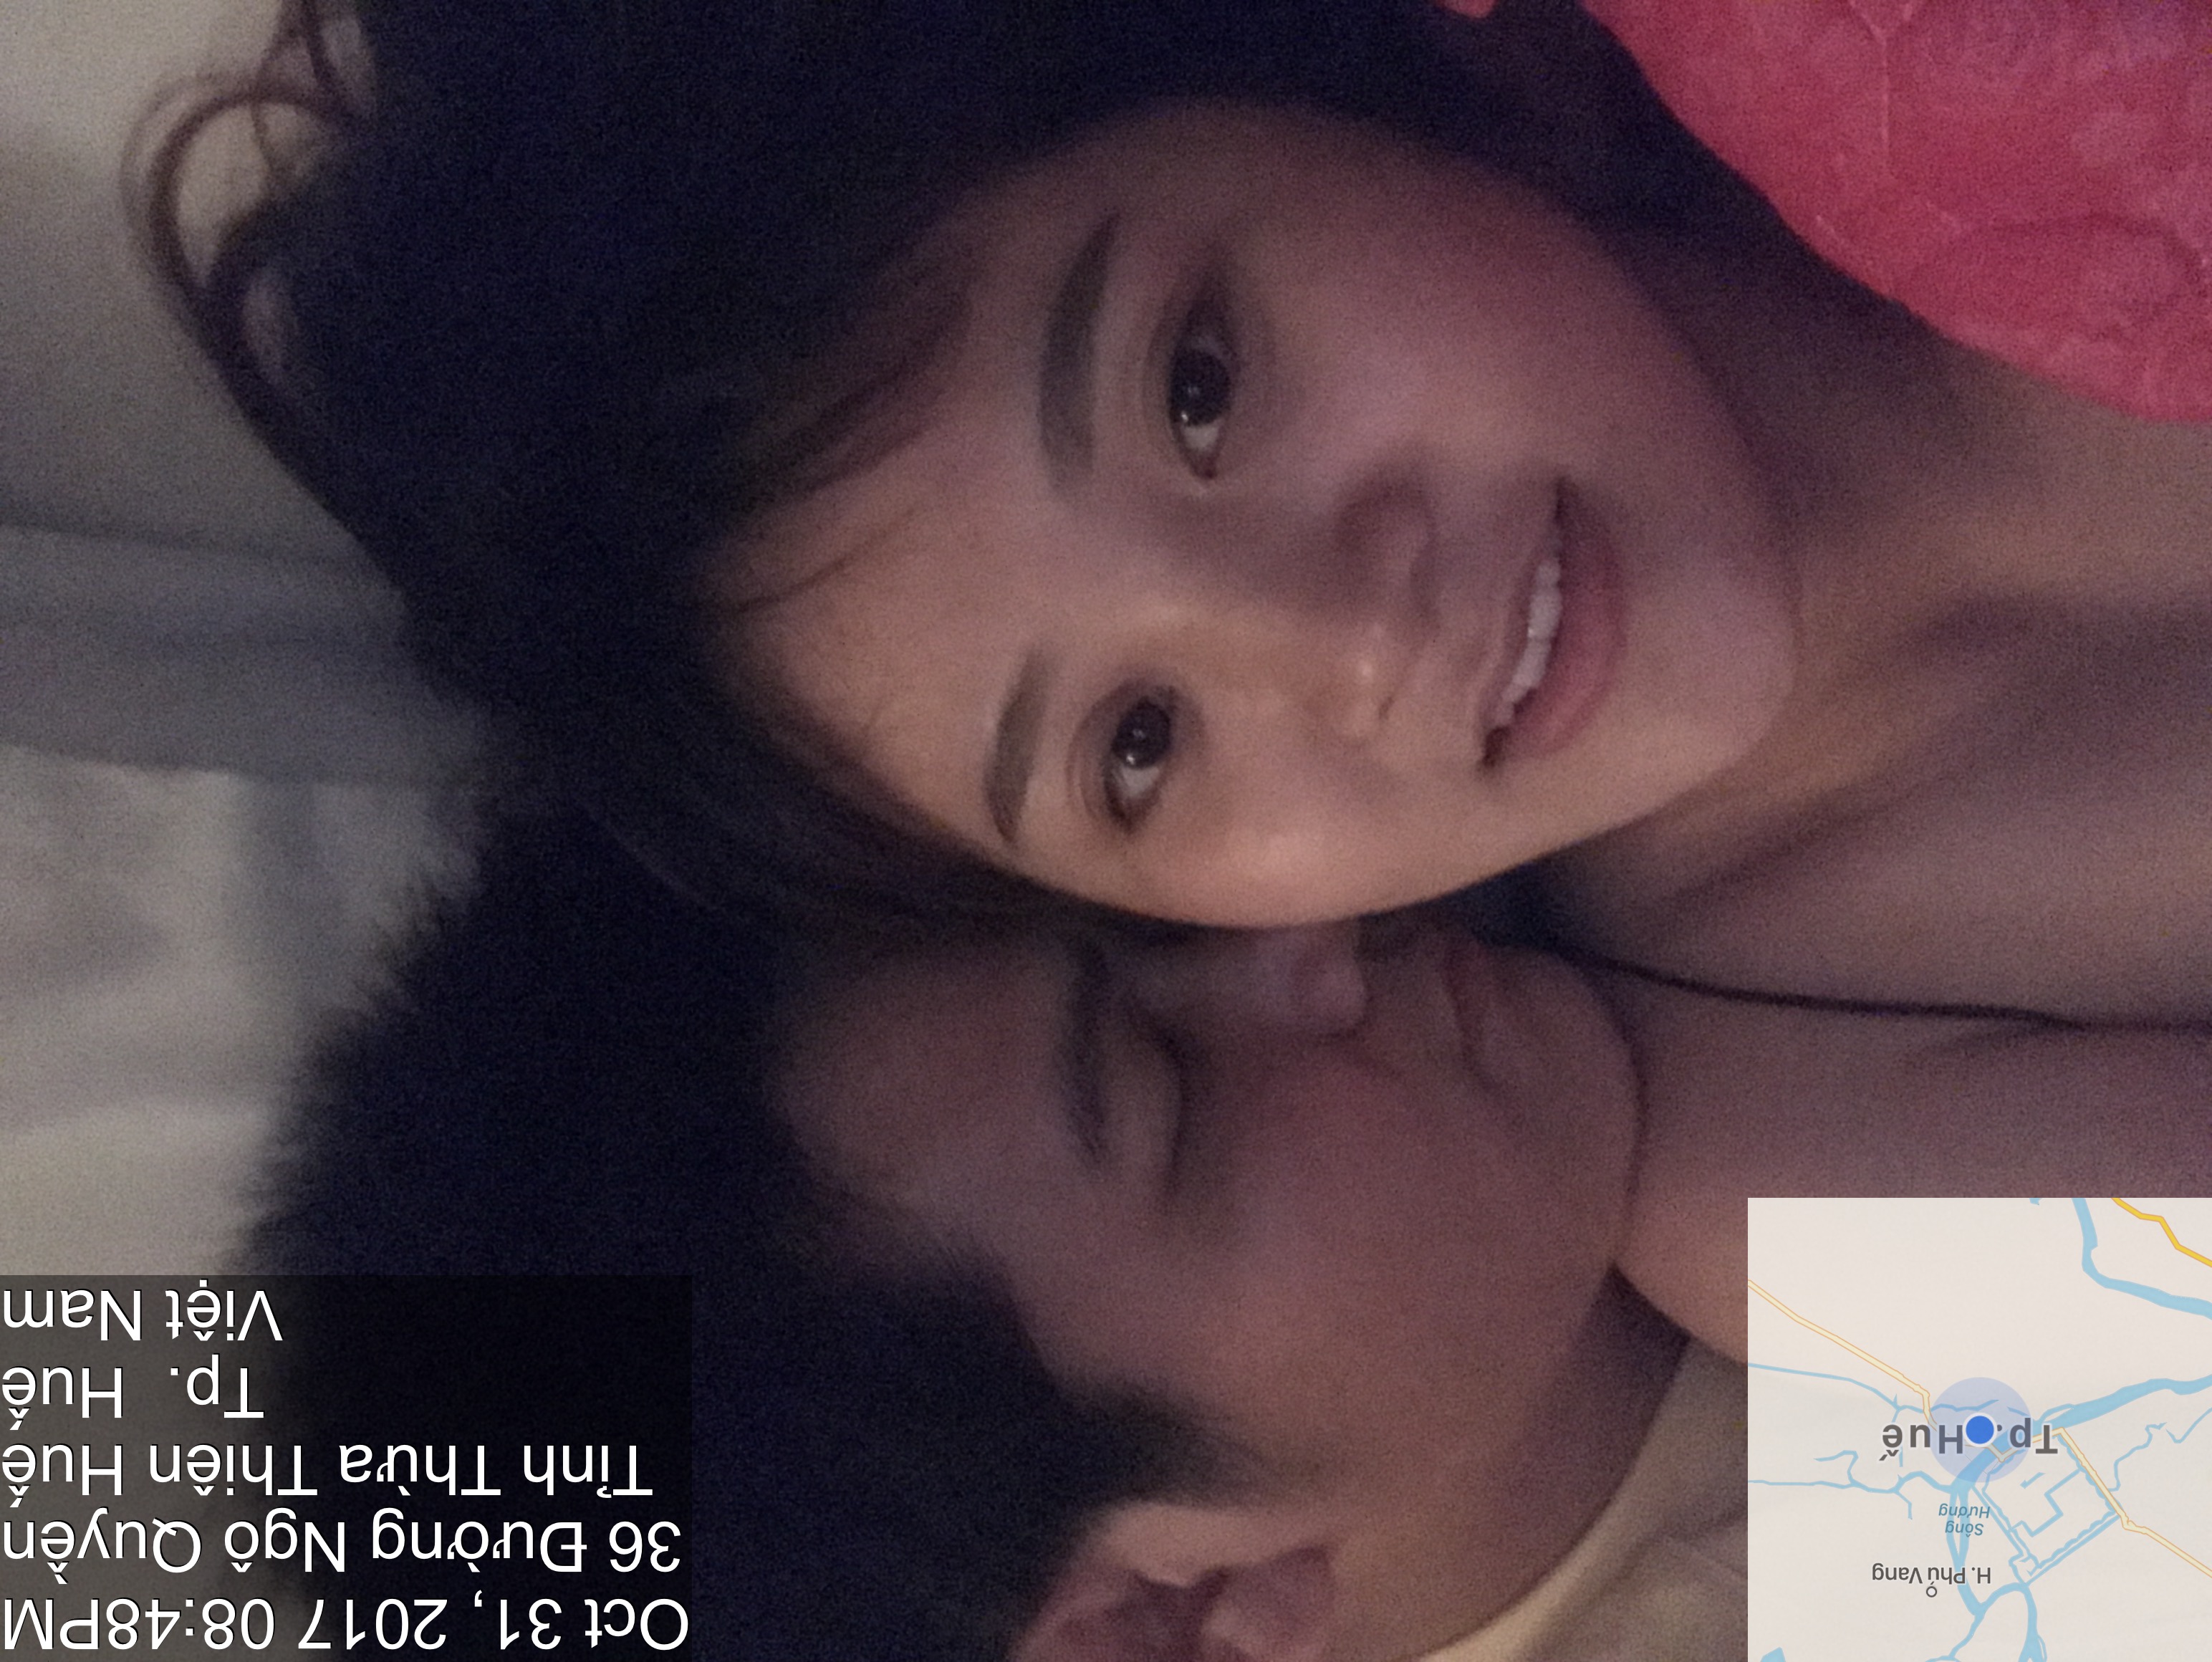 H. Phú Vang
Sông
Hương
Tp. Huế
Oct 31, 2017 08:48PM
36 Đường Ngô Quyền
Tỉnh Thừa Thiên Huế
Tp. Huế
Việt Nam